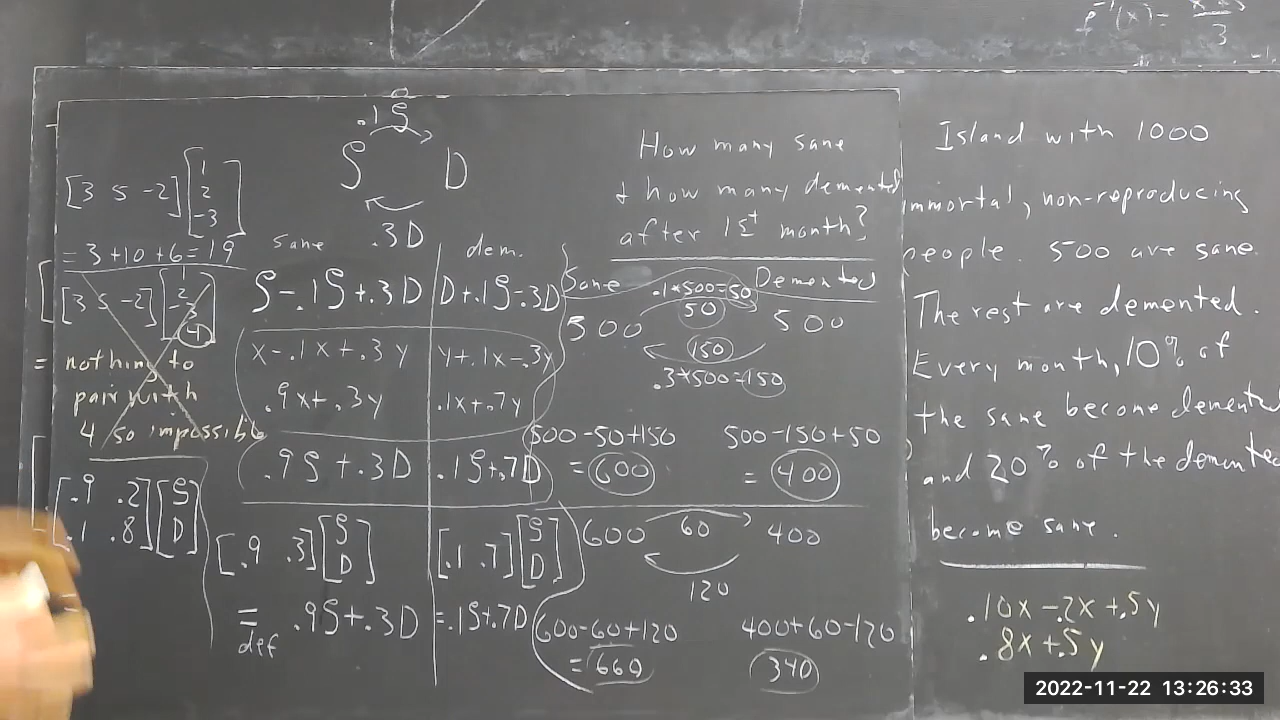 f⁻¹(x) = 
3
[3 5 -2][1
2
-3]
= 3+10+6 = 19
[3 5 -2][1
2
-3
4]
= nothing to
pair with
4 so impossible
[.9 .2
.1 .8][S
D]
.1S
S D
.3D
sane dem.
S-.1S+.3D D+.1S-.3D
x-.1x+.3y y+.1x-.3y
.9x+.3y .1x+.7y
.9S+.3D .1S+.7D
[.9 .3][S
D] [.1 .7][S
D]
= .9S+.3D =.1S+.7D
def
How many sane
& how many demented
after 1st month?
Sane Demented
.1*500=50
50
500 500
150
.3*500=150
500-50+150 500-150+50
= 600 = 400
600 60 400
120
600-60+120 400+60-120
= 660 340
Island with 1000
immortal, non-reproducing
people. 500 are sane.
The rest are demented.
Every month, 10% of
the sane become demented
and 20% of the demented
become sane.
.10x-.2x+.5y
.8x+.5y
2022-11-22 13:26:33